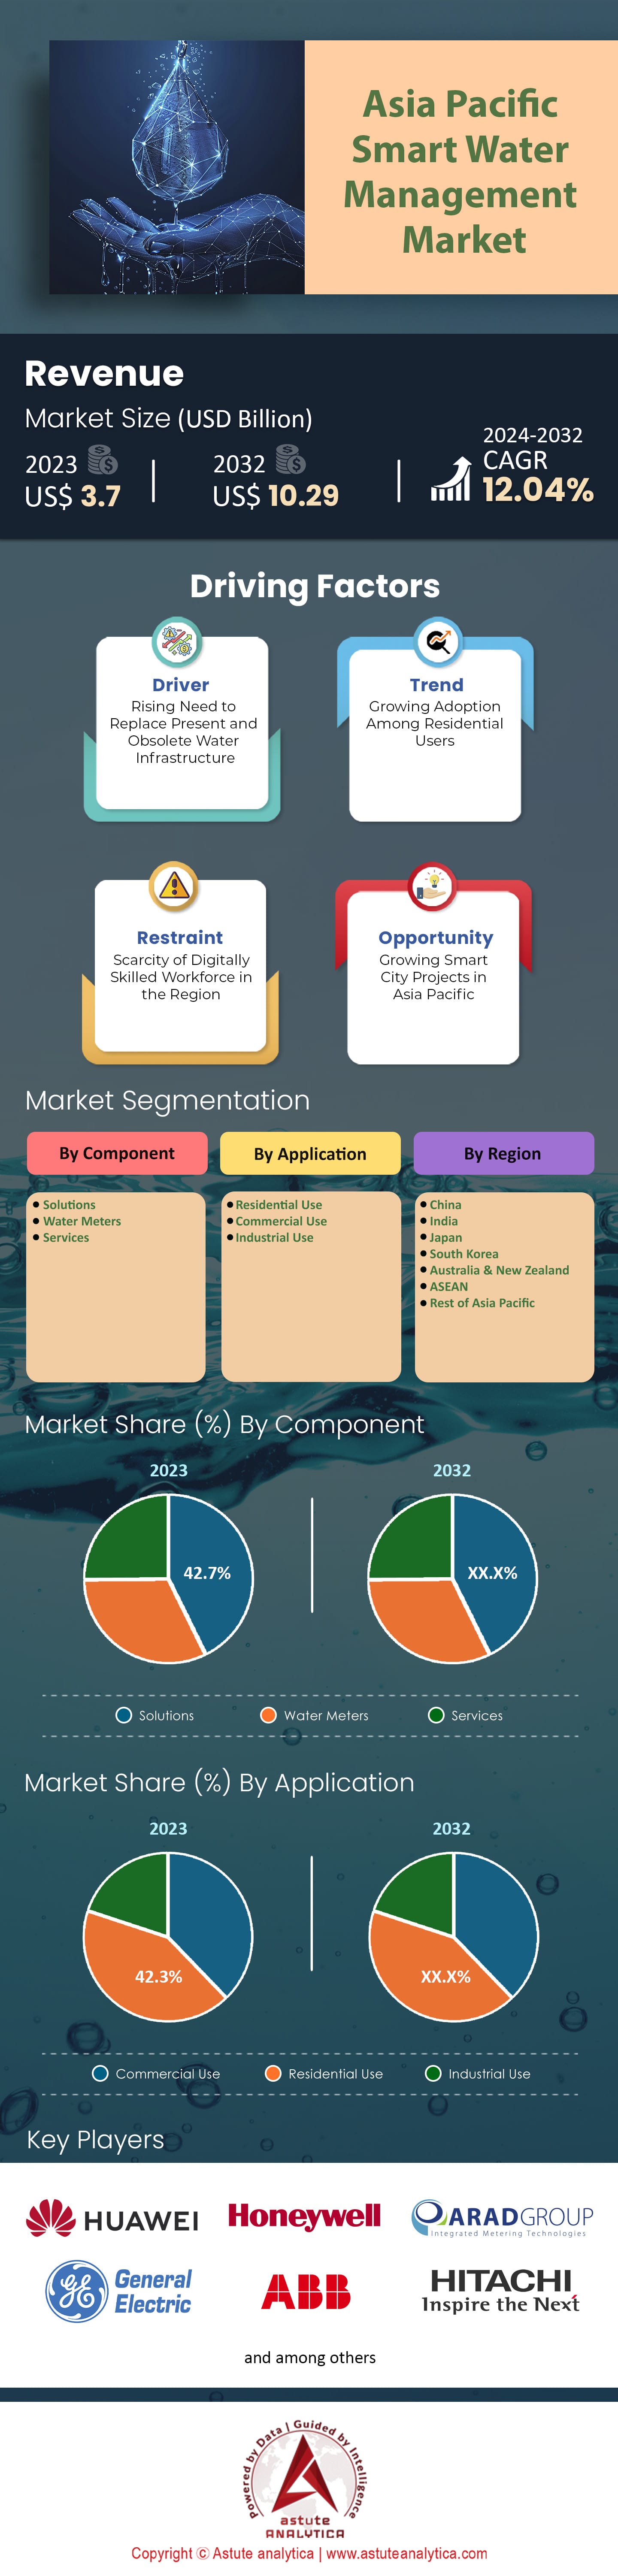 Asia Pacific
Smart Water
Management
Market
Revenue
Market Size (USD Billion)
2023
US$ 3.7
2032
US$ 10.29
2024-2032
CAGR
12.04%
Driving Factors
Driver
Rising Need to
Replace Present and
Obsolete Water
Infrastructure
Trend
Growing Adoption
Among Residential
Users
Restraint
Scarcity of Digitally
Skilled Workforce in
the Region
Opportunity
Growing Smart
City Projects in
Asia Pacific
Market Segmentation
By Component
Solutions
Water Meters
Services
By Application
Residential Use
Commercial Use
Industrial Use
By Region
China
India
Japan
South Korea
Australia & New Zealand
ASEAN
Rest of Asia Pacific
Market Share (%) By Component
2023
2032
42.7%
XX.X%
Solutions
Water Meters
Services
Market Share (%) By Application
2023
2032
42.3%
XX.X%
Commercial Use
Residential Use
Industrial Use
Key Players
HUAWEI
Honeywell
ARADGROUP
Integrated Metering Technologies
GE
General
Electric
ABB
HITACHI
Inspire the Next
and among others
Powered by Data | Guided by Intelligence
astute
ANALYTICA
Copyright © Astute analytica | www.astuteanalytica.com